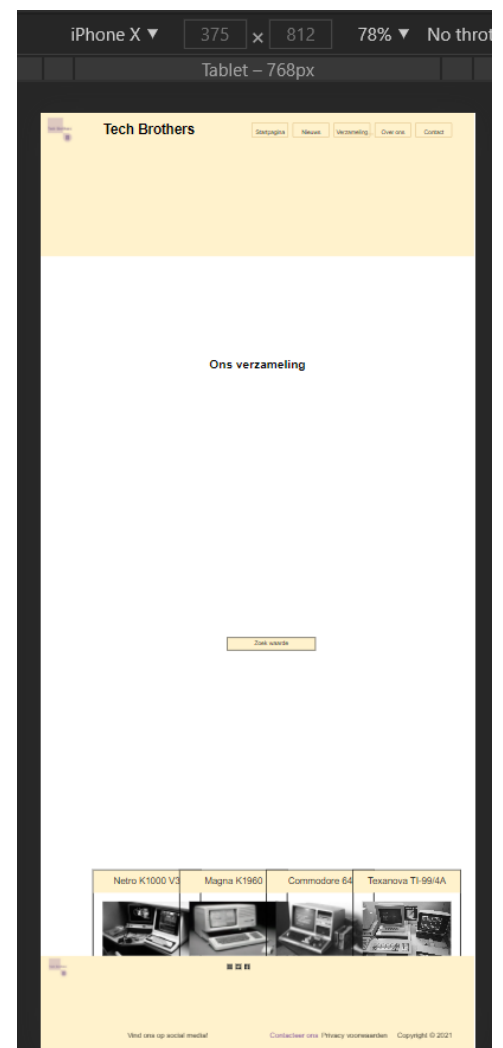 iPhone X ▼ 375 × 812 78% ▼ No thrott
Tablet – 768px
Tech Brothers
Startpagina Nieuws Verzameling Over ons Contact
Ons verzameling
Zoek waarde
Netro K1000 V3 Magna K1960 Commodore 64 Texanova TI-99/4A
Vind ons op social media! Contacteer ons Privacy voorwaarden Copyright © 2021